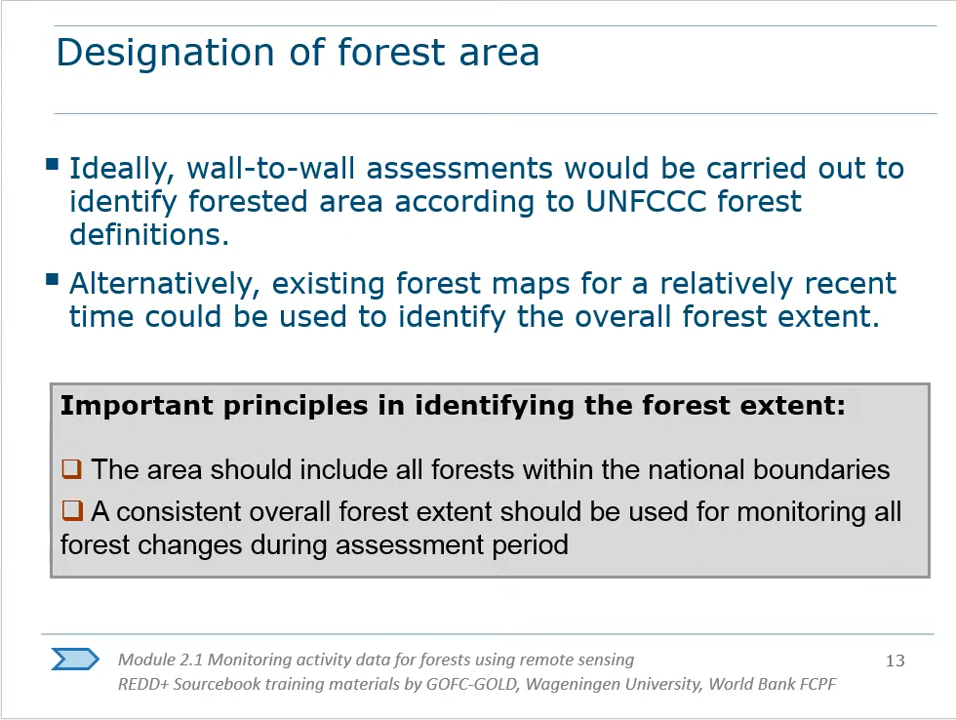 Designation of forest area
Ideally, wall-to-wall assessments would be carried out to
identify forested area according to UNFCCC forest
definitions.
Alternatively, existing forest maps for a relatively recent
time could be used to identify the overall forest extent.
Important principles in identifying the forest extent:
The area should include all forests within the national boundaries
A consistent overall forest extent should be used for monitoring all
forest changes during assessment period
Module 2.1 Monitoring activity data for forests using remote sensing
REDD+ Sourcebook training materials by GOFC-GOLD, Wageningen University, World Bank FCPF
13